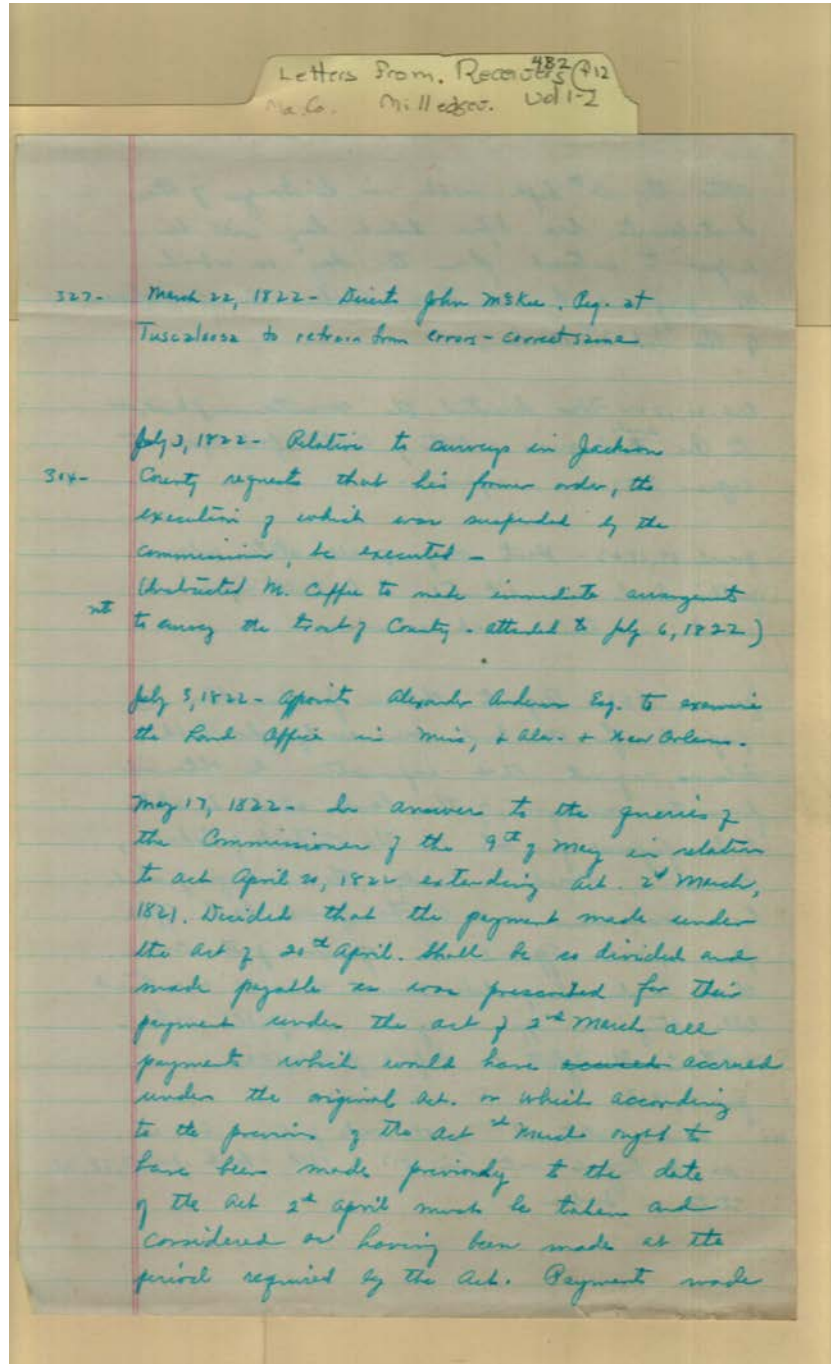 Letters from. Receivers 482 P12
Ma. Co. Milledgev. Vol 1-2
327- March 22, 1822 - Directs John McKee. Reg. at
Tuscaloosa to refrain from errors - correct same.
July 3, 1822 - Relative to surveys in Jackson
304- County requests that his former order, the
execution of which was suspended by the
commissioner, be executed -
(Instructed M. Coffee to make immediate arrangements
to survey the tract of County - attended to July 6, 1822)
July 5, 1822 - appoints Alexander Anderson Esq. to examine
the Land Office in Miss, & Ala. & New Orleans.
May 17, 1822 - In answer to the queries of
the Commissioner of the 9th of May in relation
to act April 20, 1822 extending act. 2d March,
1821. Decided that the payment made under
the act of 20th April. Shall be so divided and
made payable as was prescribed for their
payment under the act of 2nd March all
payments which would have accrued accrued
under the original act. or which according
to the provision of the act 2d March ought to
have been made previously to the date
of the act 2d April must be taken and
considered as having been made at the
period required by the act. Payments made